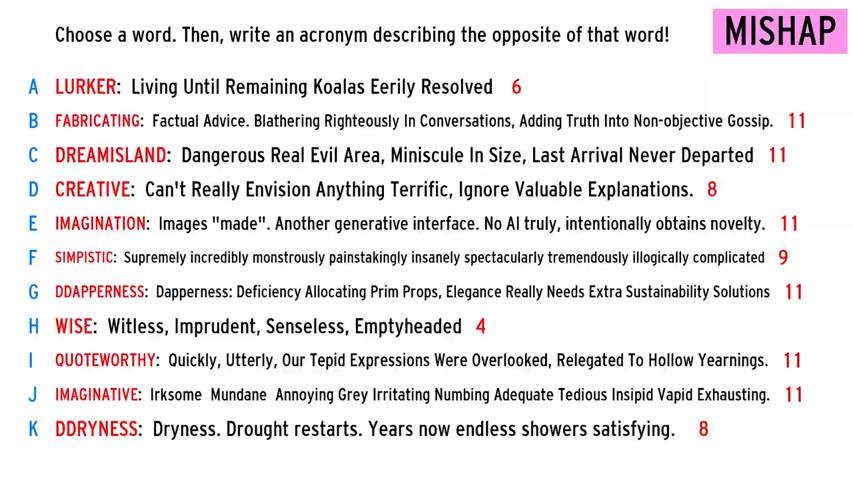 Choose a word. Then, write an acronym describing the opposite of that word!
MISHAP
A LURKER: Living Until Remaining Koalas Eerily Resolved 6
B FABRICATING: Factual Advice. Blathering Righteously In Conversations, Adding Truth Into Non-objective Gossip. 11
C DREAMISLAND: Dangerous Real Evil Area, Miniscule In Size, Last Arrival Never Departed 11
D CREATIVE: Can't Really Envision Anything Terrific, Ignore Valuable Explanations. 8
E IMAGINATION: Images "made". Another generative interface. No AI truly, intentionally obtains novelty. 11
F SIMPISTIC: Supremely incredibly monstrously painstakingly insanely spectacularly tremendously illogically complicated 9
G DDAPPERNESS: Dapperness: Deficiency Allocating Prim Props, Elegance Really Needs Extra Sustainability Solutions 11
H WISE: Witless, Imprudent, Senseless, Emptyheaded 4
I QUOTEWORTHY: Quickly, Utterly, Our Tepid Expressions Were Overlooked, Relegated To Hollow Yearnings. 11
J IMAGINATIVE: Irksome Mundane Annoying Grey Irritating Numbing Adequate Tedious Insipid Vapid Exhausting. 11
K DDRYNESS: Dryness. Drought restarts. Years now endless showers satisfying. 8